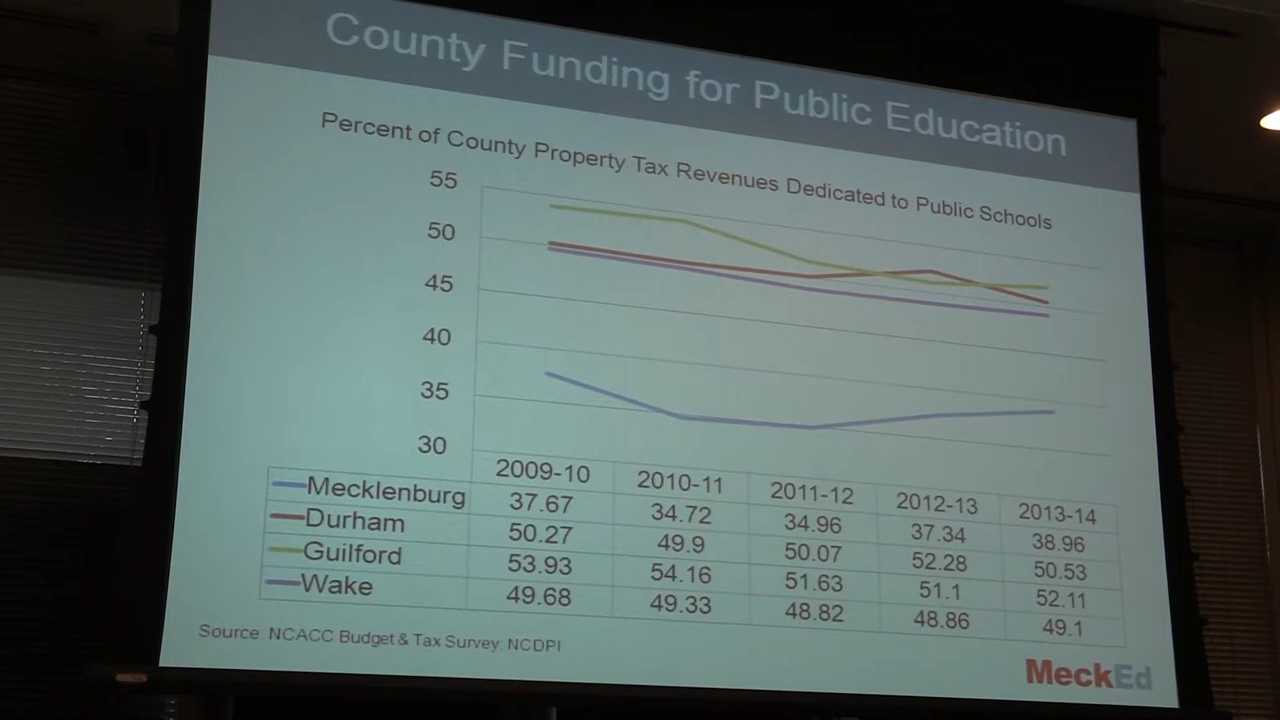 County Funding for Public Education
Percent of County Property Tax Revenues Dedicated to Public Schools
55
50
45
40
35
30
2009-10 2010-11 2011-12 2012-13 2013-14
Mecklenburg 37.67 34.72 34.96 37.34 38.96
Durham 50.27 49.9 50.07 52.28 50.53
Guilford 53.93 54.16 51.63 51.1 52.11
Wake 49.68 49.33 48.82 48.86 49.1
Source: NCACC Budget & Tax Survey: NCDPI
MeckEd